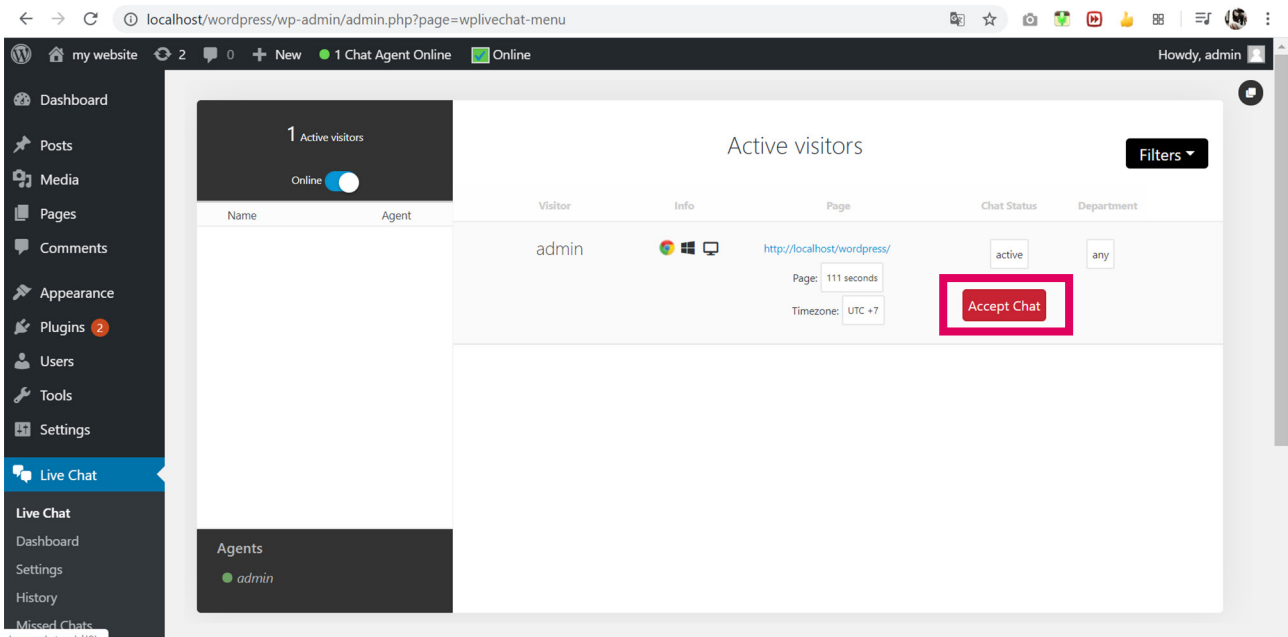 localhost/wordpress/wp-admin/admin.php?page=wplivechat-menu
my website 2 0 New 1 Chat Agent Online Online Howdy, admin
Dashboard
Posts
Media
Pages
Comments
Appearance
Plugins 2
Users
Tools
Settings
Live Chat
Live Chat
Dashboard
Settings
History
Missed Chats
1 Active visitors
Online
Name Agent
Agents
admin
Active visitors
Filters
Visitor Info Page Chat Status Department
admin http://localhost/wordpress/ active any
Page: 111 seconds
Timezone: UTC +7
Accept Chat